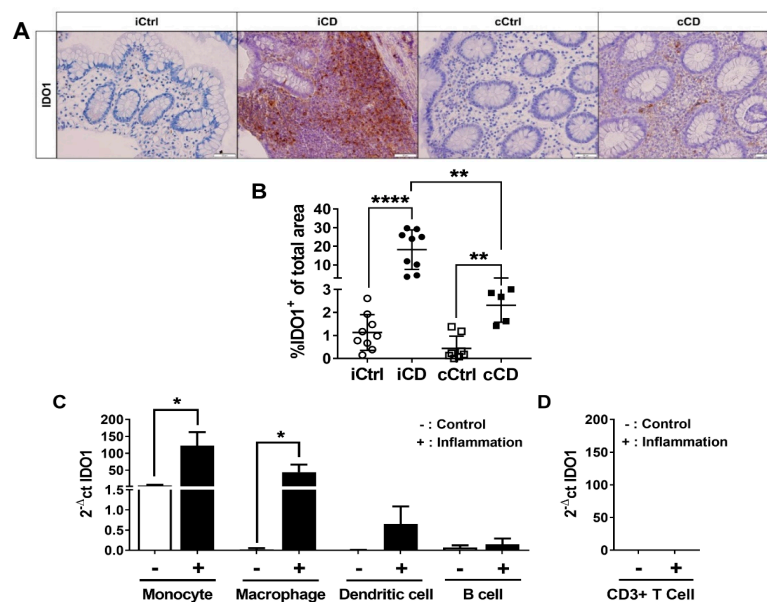 iCtrl iCD cCtrl cCD
A
IDO1
B
%IDO1+ of total area
40
30
20
10
3
2
1
0
**** ** **
iCtrl iCD cCtrl cCD
C
2-Δct IDO1
200
150
100
50
1.5
1.0
0.5
0.0
* *
- : Control
+ : Inflammation
- + - + - + - +
Monocyte Macrophage Dendritic cell B cell
D
2-Δct IDO1
200
150
100
50
0
- : Control
+ : Inflammation
- +
CD3+ T Cell